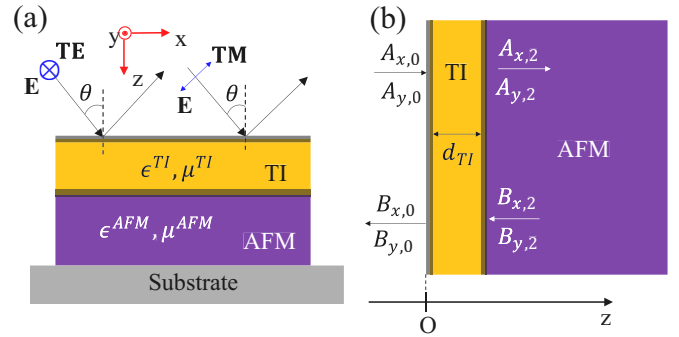 (a)
y
x
z
TE
E
θ
TM
E
θ
ϵ^{TI}, μ^{TI}
TI
ϵ^{AFM}, μ^{AFM}
AFM
Substrate
(b)
A_{x,0}
A_{y,0}
TI
A_{x,2}
A_{y,2}
d_{TI}
AFM
B_{x,0}
B_{y,0}
B_{x,2}
B_{y,2}
O
z